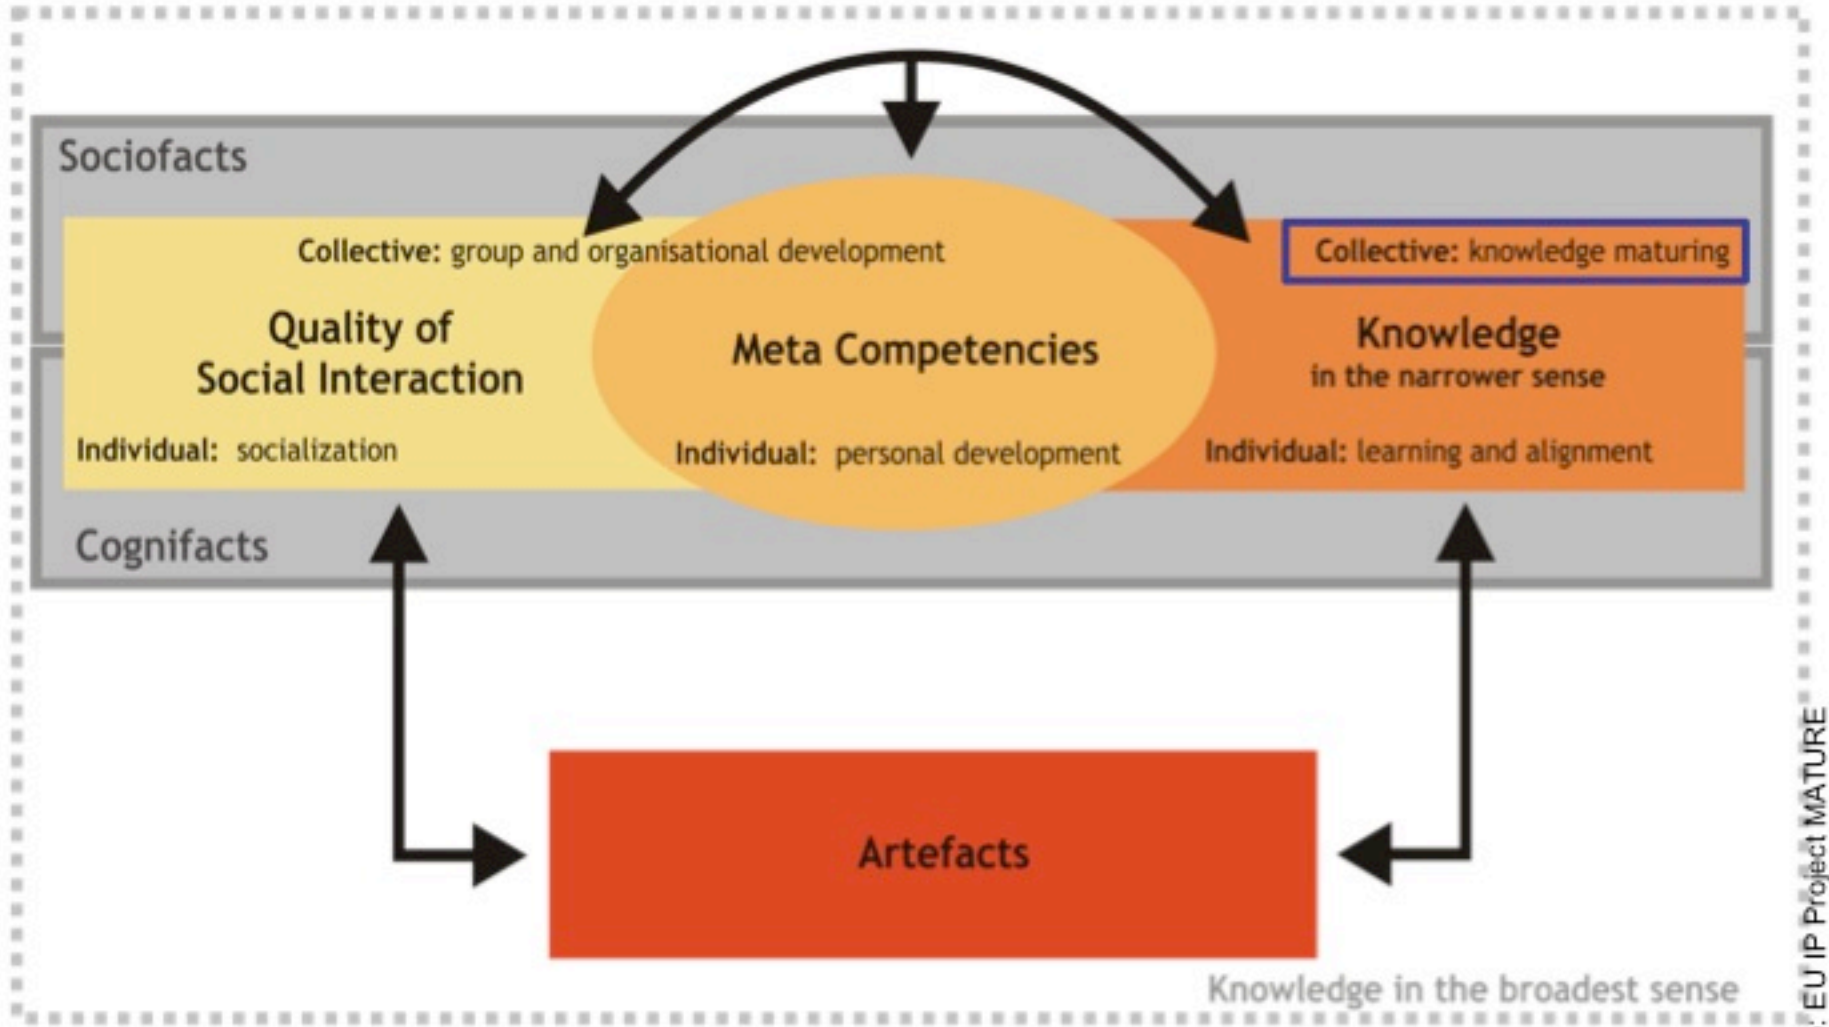 Sociofacts
Collective: group and organisational development
Collective: knowledge maturing
Quality of
Social Interaction
Meta Competencies
Knowledge
in the narrower sense
Individual: socialization
Individual: personal development
Individual: learning and alignment
Cognifacts
Artefacts
Knowledge in the broadest sense
: EU IP Project MATURE